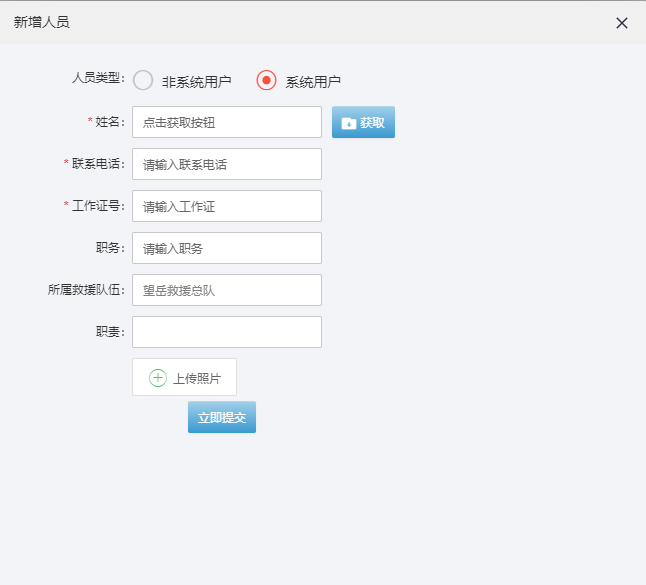 新增人员
人员类型: 非系统用户 系统用户
* 姓名: 点击获取按钮 获取
* 联系电话: 请输入联系电话
* 工作证号: 请输入工作证
职务: 请输入职务
所属救援队伍: 望岳救援总队
职责:
上传照片
立即提交